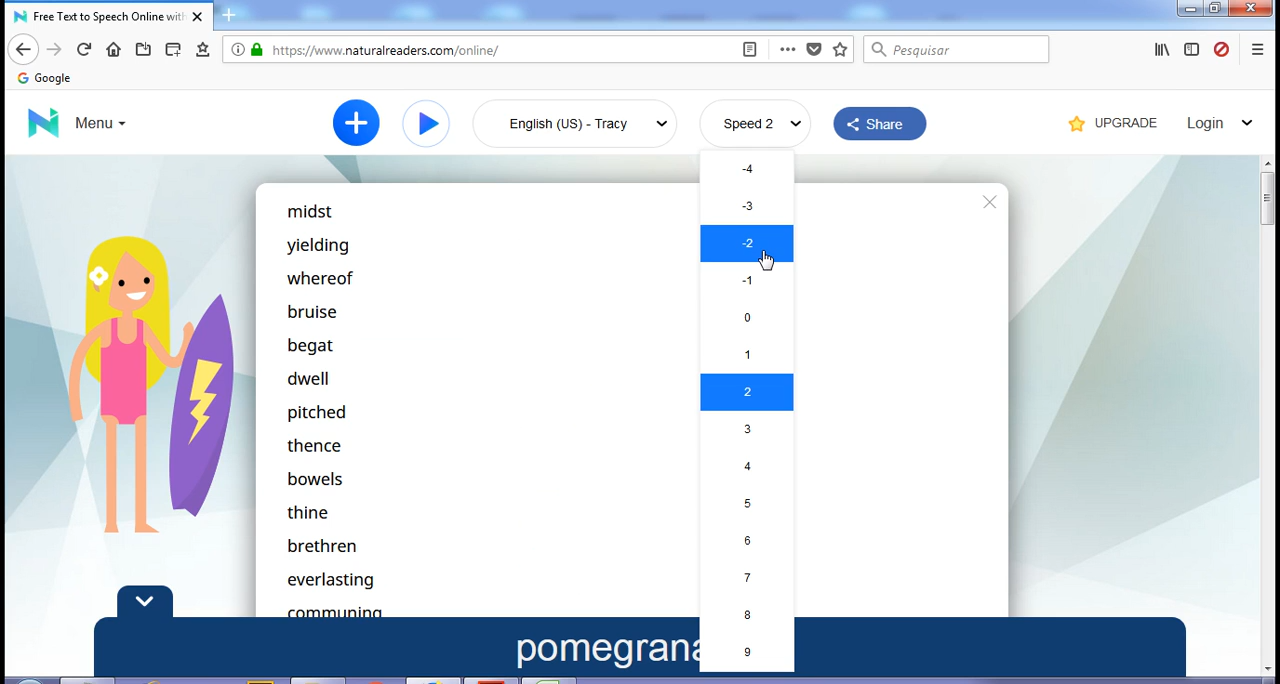 Free Text to Speech Online with
https://www.naturalreaders.com/online/
Pesquisar
Google
Menu
English (US) - Tracy
Speed 2
Share
UPGRADE
Login
-4
-3
-2
-1
0
1
2
3
4
5
6
7
8
9
midst
yielding
whereof
bruise
begat
dwell
pitched
thence
bowels
thine
brethren
everlasting
communing